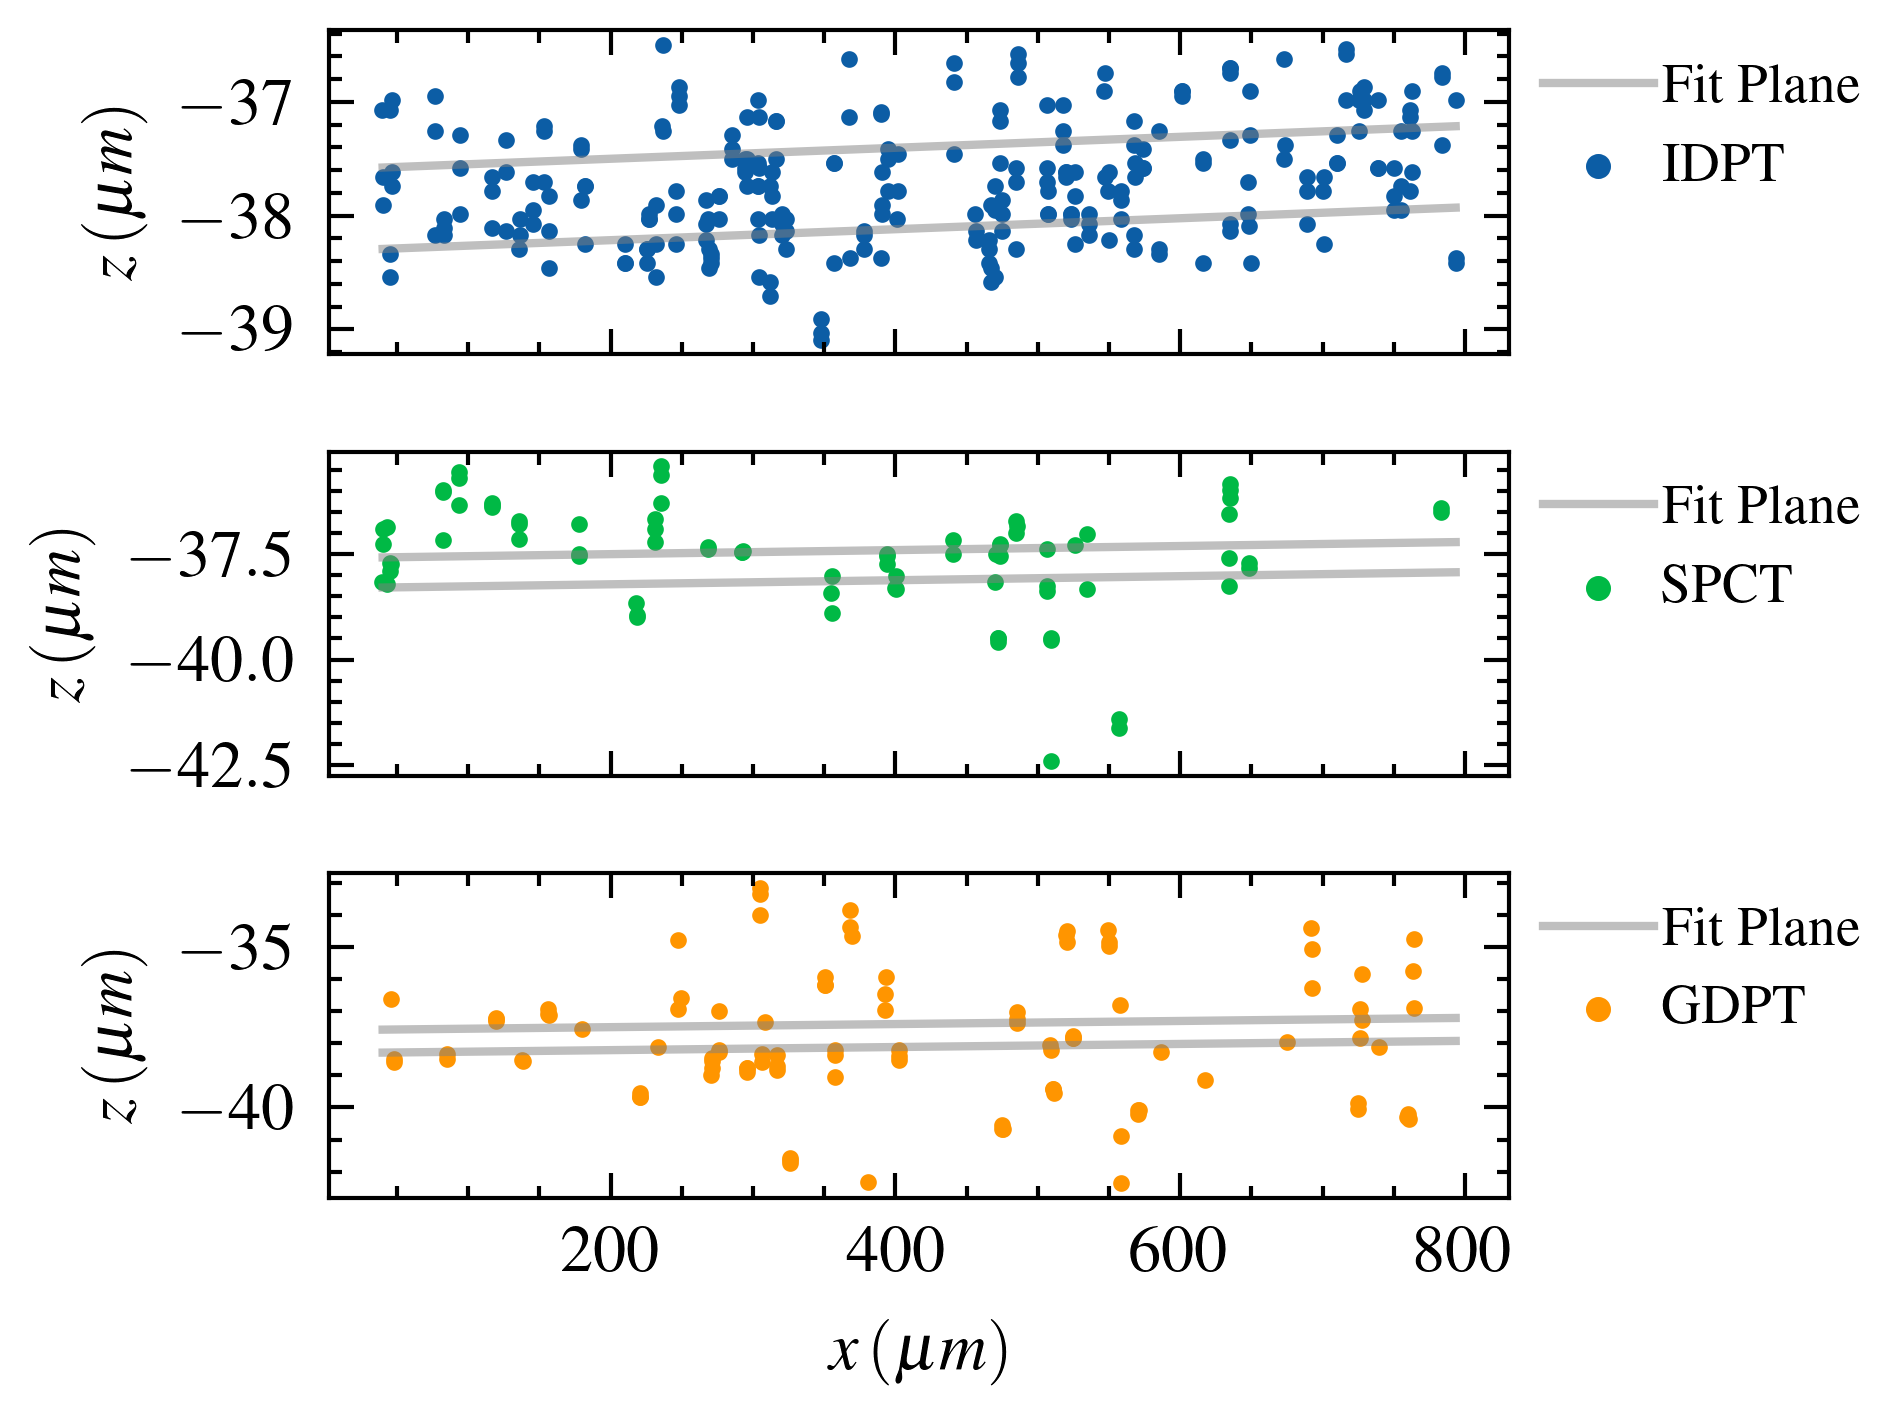 −37
−38
−39
z (μm)
Fit Plane
IDPT
−37.5
−40.0
−42.5
z (μm)
Fit Plane
SPCT
−35
−40
z (μm)
Fit Plane
GDPT
200 400 600 800
x (μm)